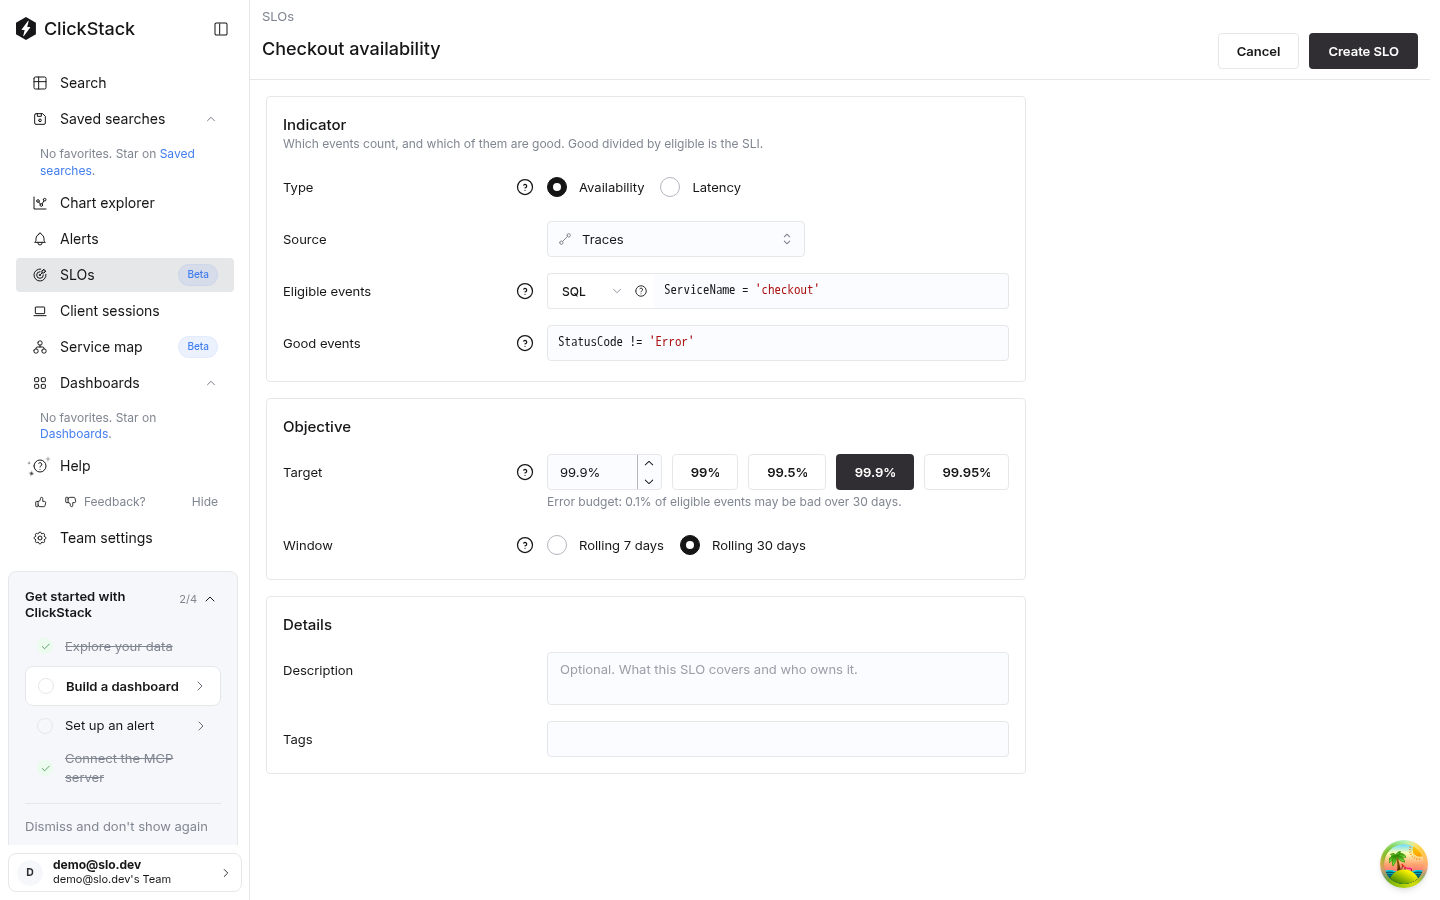 ClickStack
Search
Saved searches
No favorites. Star on Saved
searches.
Chart explorer
Alerts
SLOs
Beta
Client sessions
Service map
Beta
Dashboards
No favorites. Star on
Dashboards.
Help
Feedback?
Hide
Team settings
Get started with
ClickStack
2/4
Explore your data
Build a dashboard
Set up an alert
Connect the MCP
server
Dismiss and don't show again
D
demo@slo.dev
demo@slo.dev's Team
SLOs
Checkout availability
Cancel
Create SLO
Indicator
Which events count, and which of them are good. Good divided by eligible is the SLI.
Type
Availability
Latency
Source
Traces
Eligible events
SQL
ServiceName = 'checkout'
Good events
StatusCode != 'Error'
Objective
Target
99.9%
99%
99.5%
99.9%
99.95%
Error budget: 0.1% of eligible events may be bad over 30 days.
Window
Rolling 7 days
Rolling 30 days
Details
Description
Optional. What this SLO covers and who owns it.
Tags